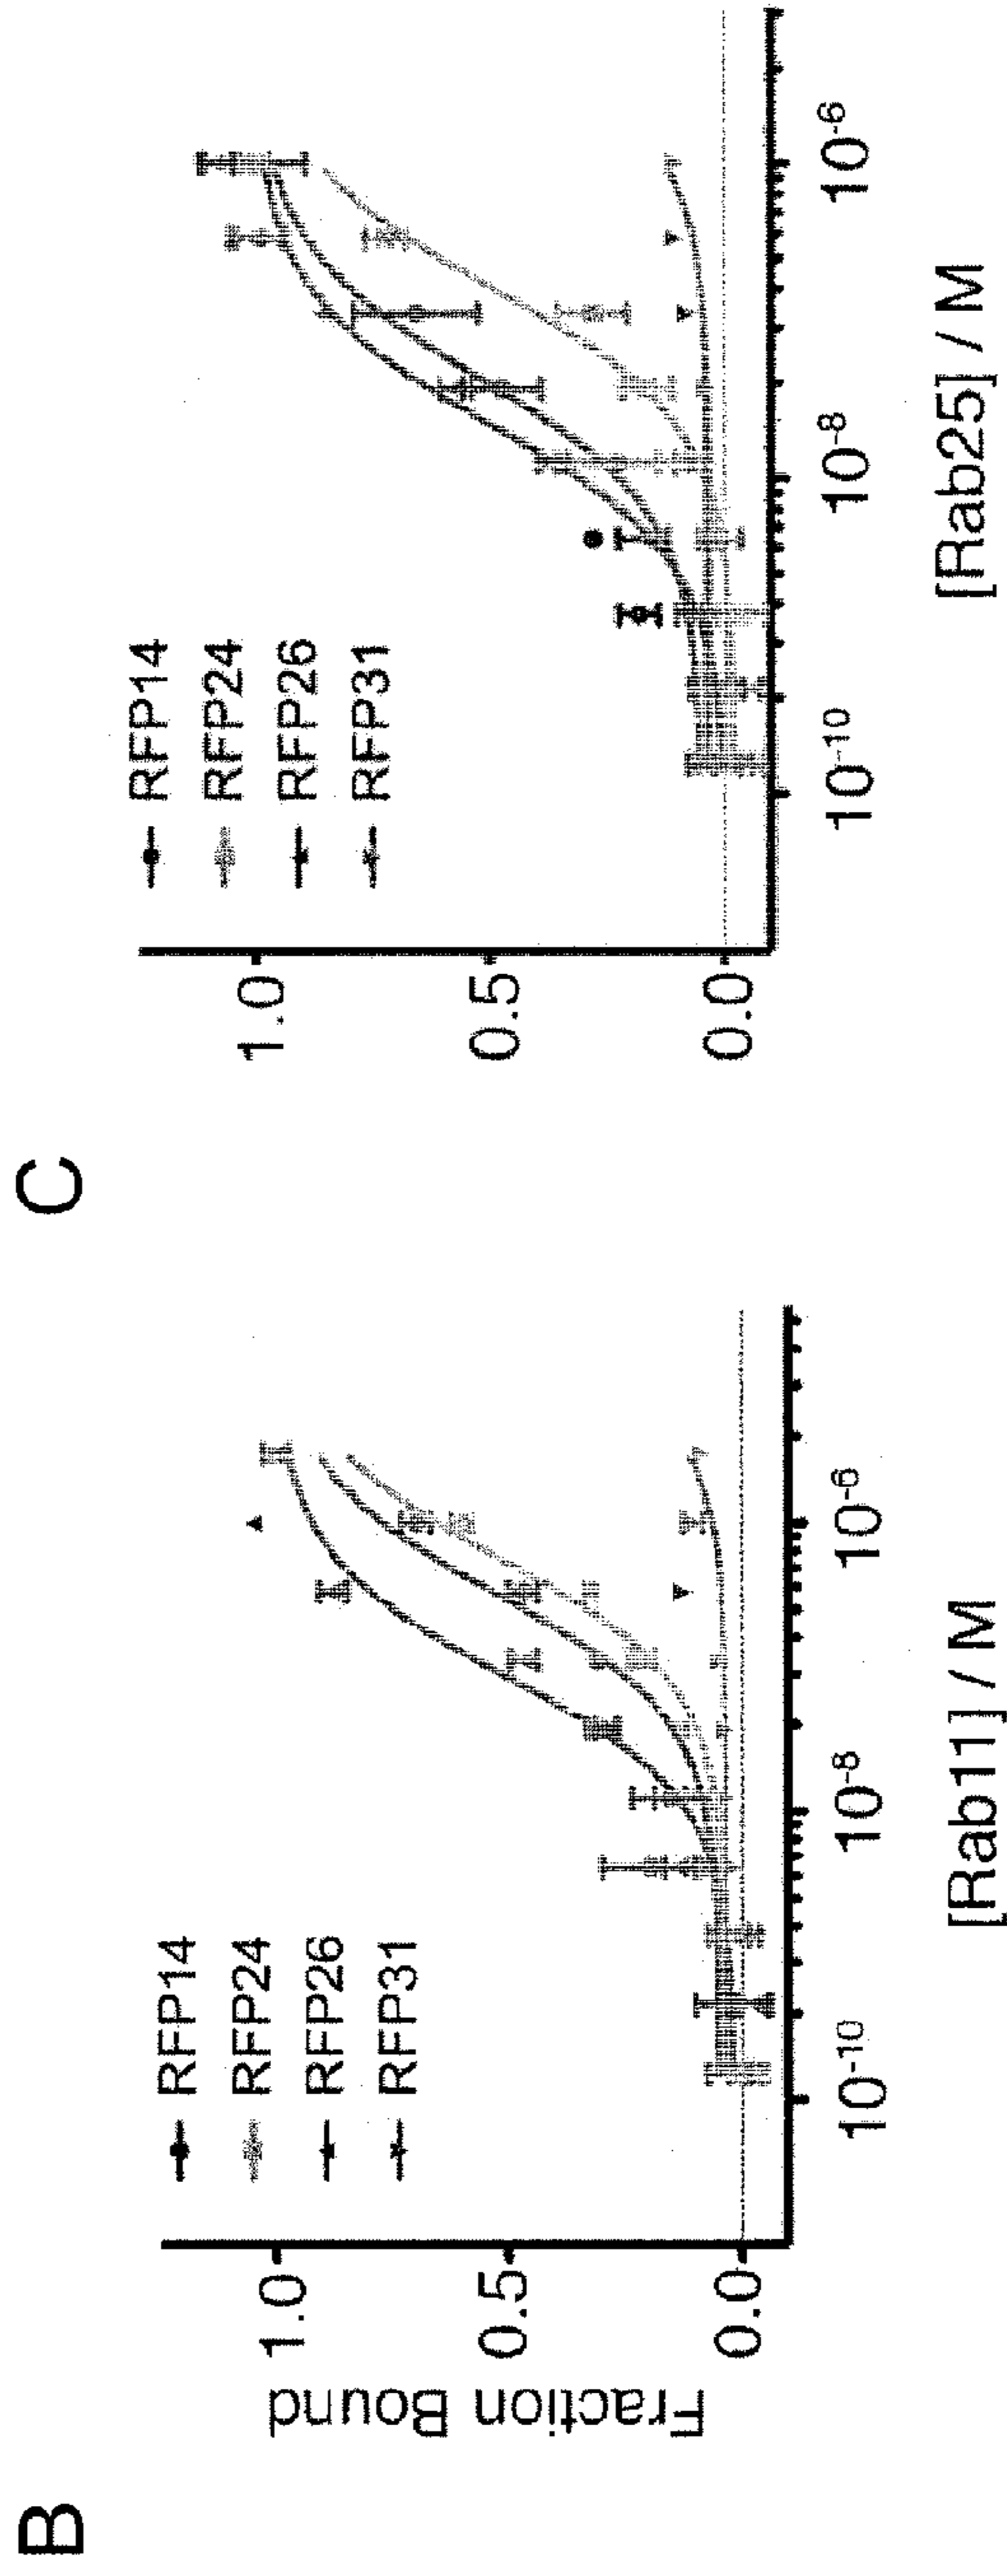 B
Fraction Bound
1.0
0.5
0.0
RFP14
RFP24
RFP26
RFP31
10-10
10-8
10-6
[Rab11] / M
C
1.0
0.5
0.0
RFP14
RFP24
RFP26
RFP31
10-10
10-8
10-6
[Rab25] / M